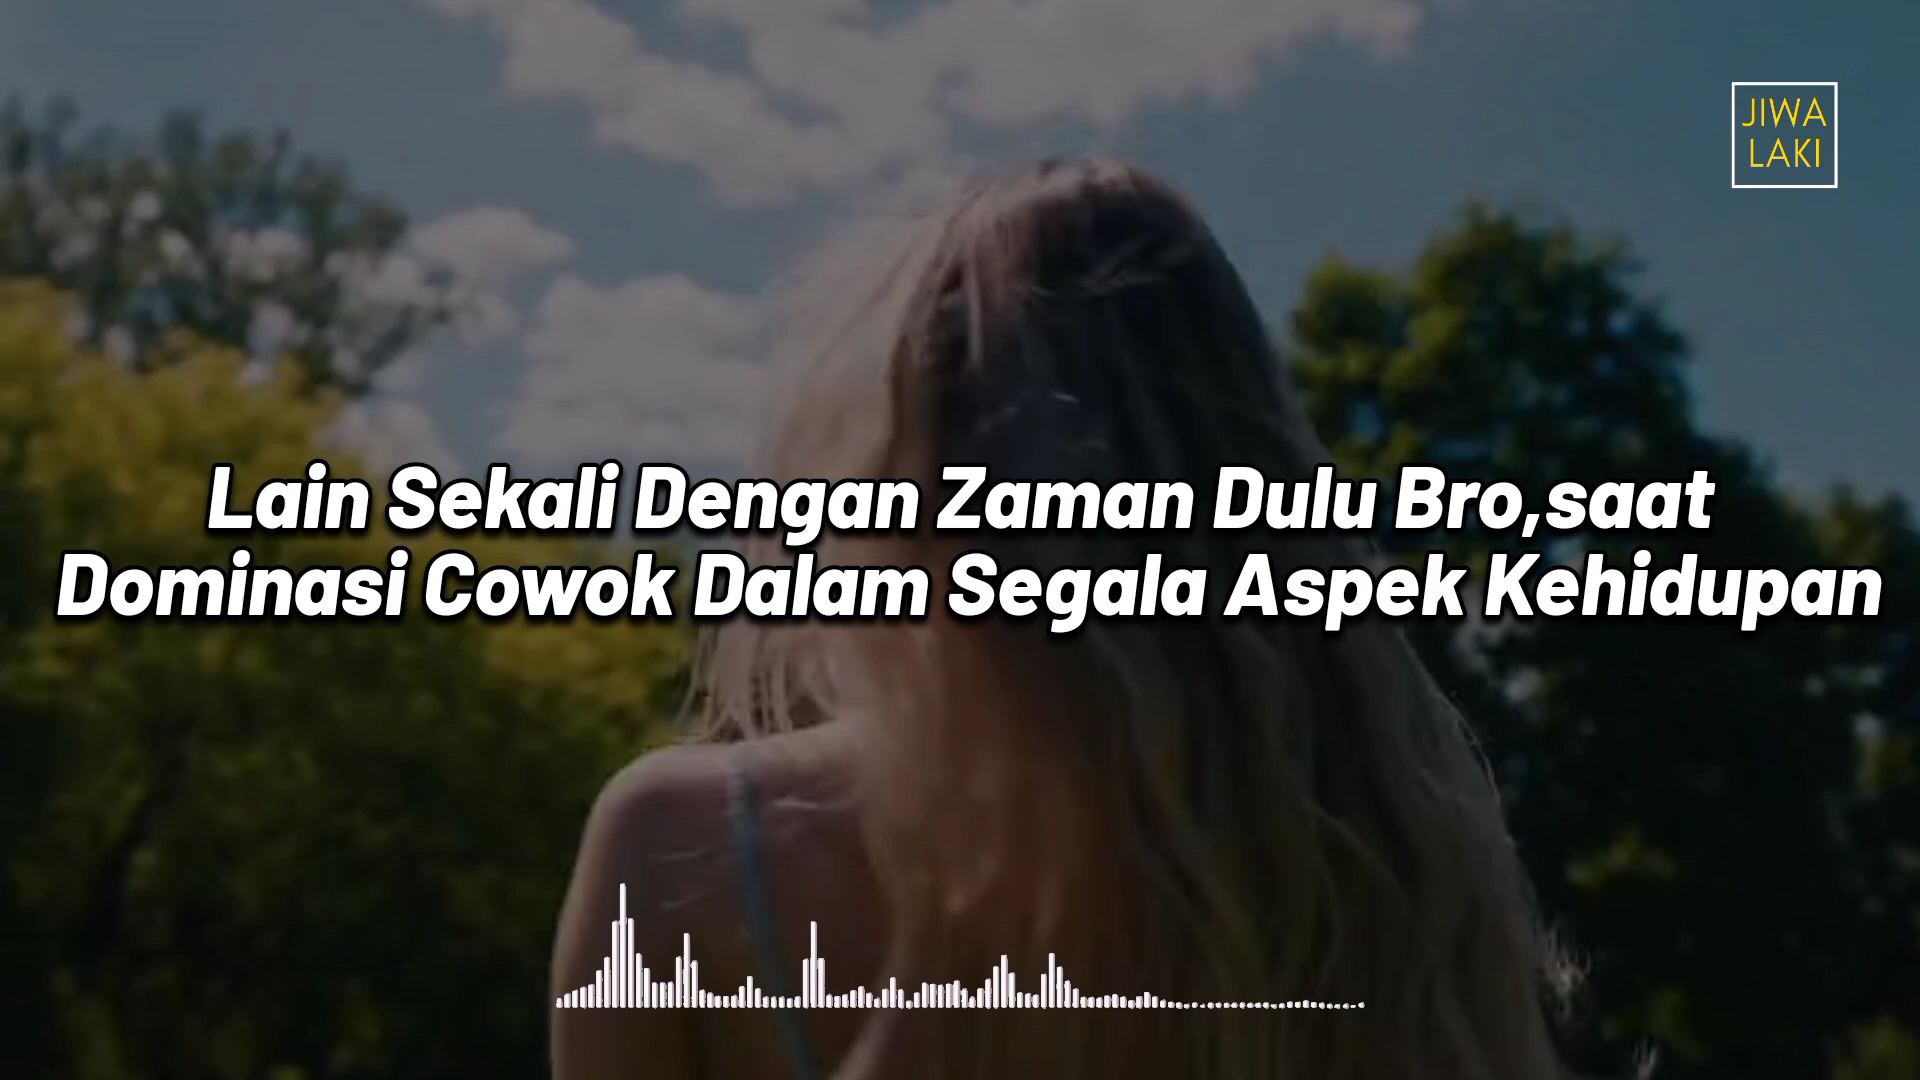 JIWA
LAKI
Lain Sekali Dengan Zaman Dulu Bro,saat
Dominasi Cowok Dalam Segala Aspek Kehidupan